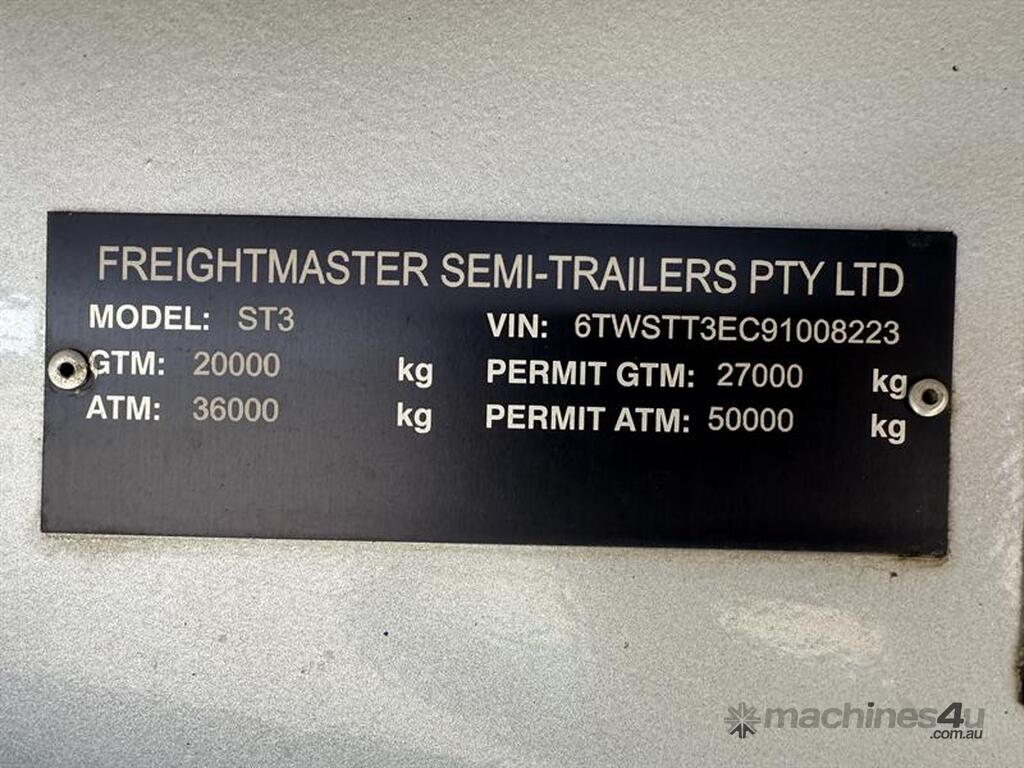 FREIGHTMASTER SEMI-TRAILERS PTY LTD
MODEL: ST3 VIN: 6TWSTT3EC91008223
GTM: 20000 kg PERMIT GTM: 27000 kg
ATM: 36000 kg PERMIT ATM: 50000 kg
machines4u
.com.au